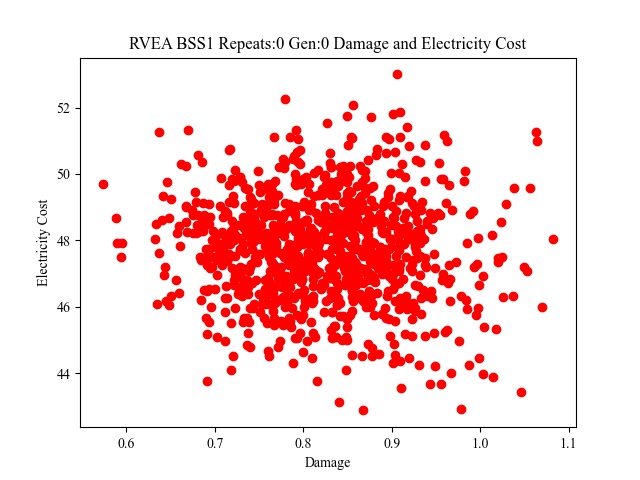 RVEA BSS1 Repeats:0 Gen:0 Damage and Electricity Cost
52
50
48
46
44
Electricity Cost
0.6 0.7 0.8 0.9 1.0 1.1
Damage